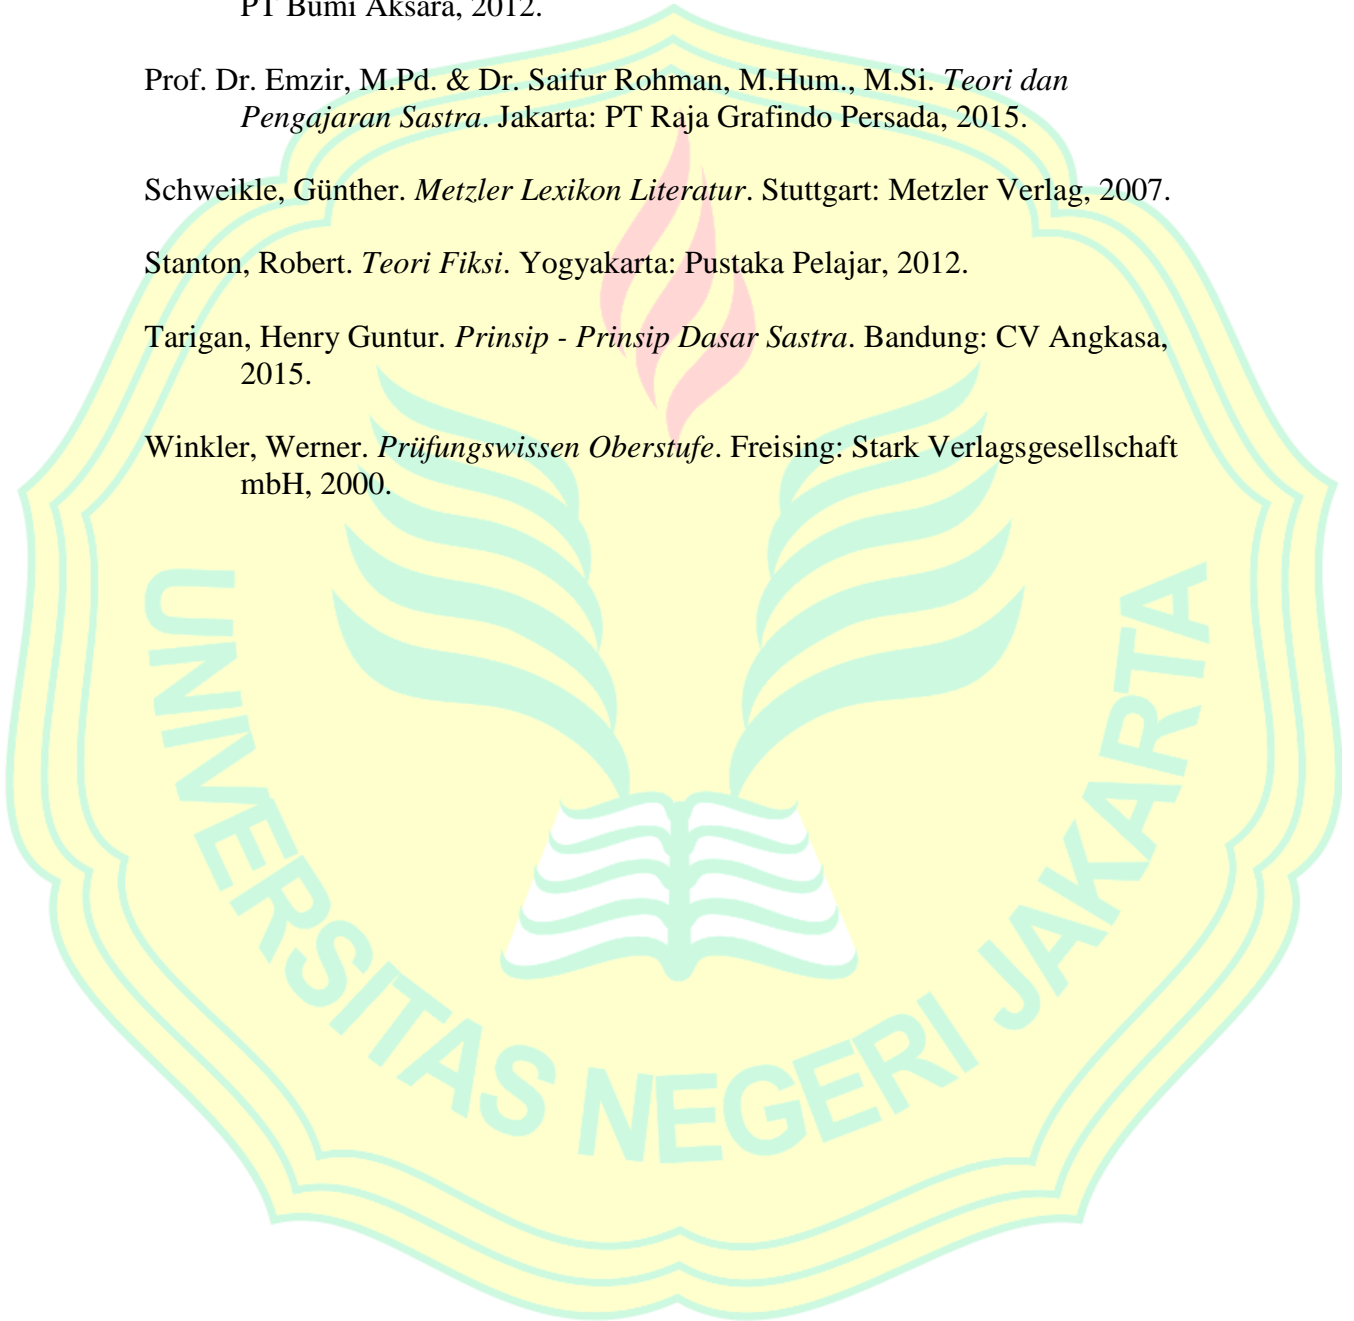 PT Bumi Aksara, 2012.
Prof. Dr. Emzir, M.Pd. & Dr. Saifur Rohman, M.Hum., M.Si. Teori dan
Pengajaran Sastra. Jakarta: PT Raja Grafindo Persada, 2015.
Schweikle, Günther. Metzler Lexikon Literatur. Stuttgart: Metzler Verlag, 2007.
Stanton, Robert. Teori Fiksi. Yogyakarta: Pustaka Pelajar, 2012.
Tarigan, Henry Guntur. Prinsip - Prinsip Dasar Sastra. Bandung: CV Angkasa,
2015.
Winkler, Werner. Prüfungswissen Oberstufe. Freising: Stark Verlagsgesellschaft
mbH, 2000.
UNIVERSITAS NEGERI JAKARTA